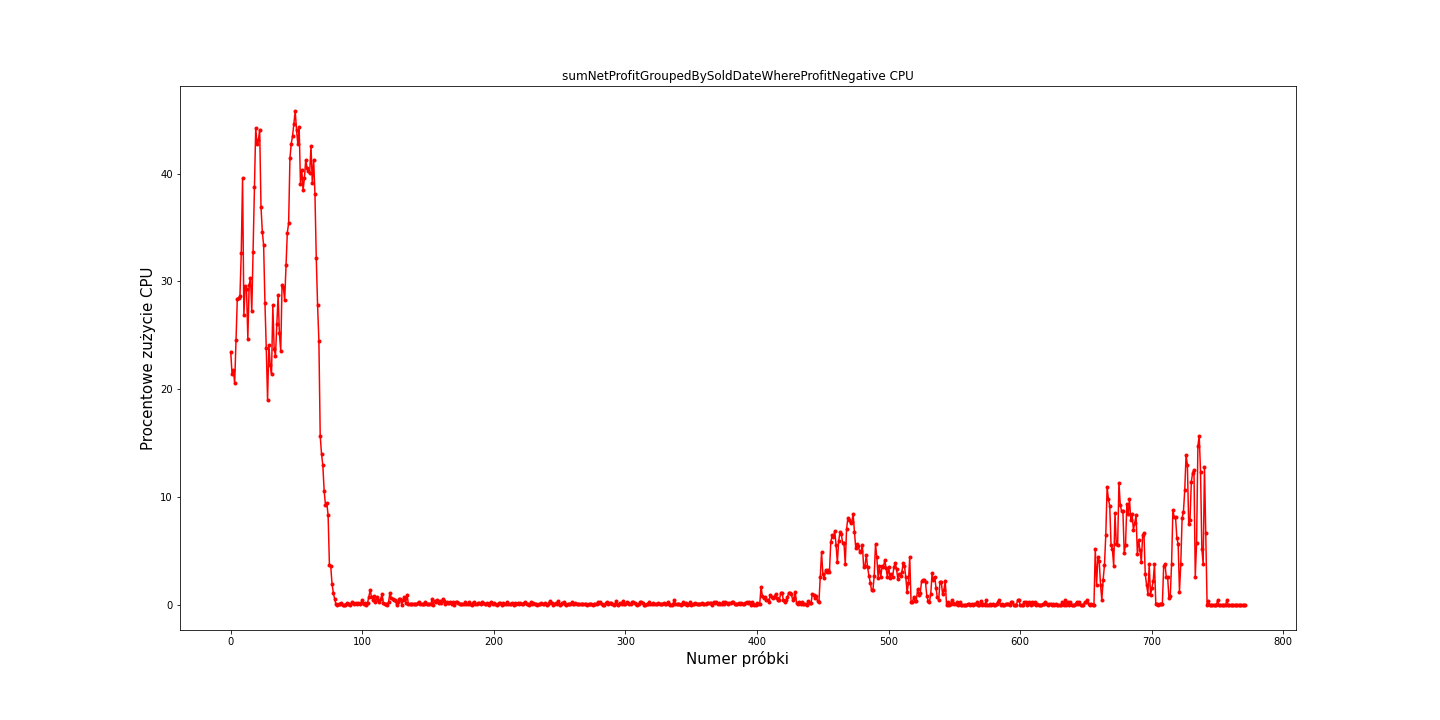 sumNetProfitGroupedBySoldDateWhereProfitNegative CPU
Procentowe zużycie CPU
40
30
20
10
0
0 100 200 300 400 500 600 700 800
Numer próbki